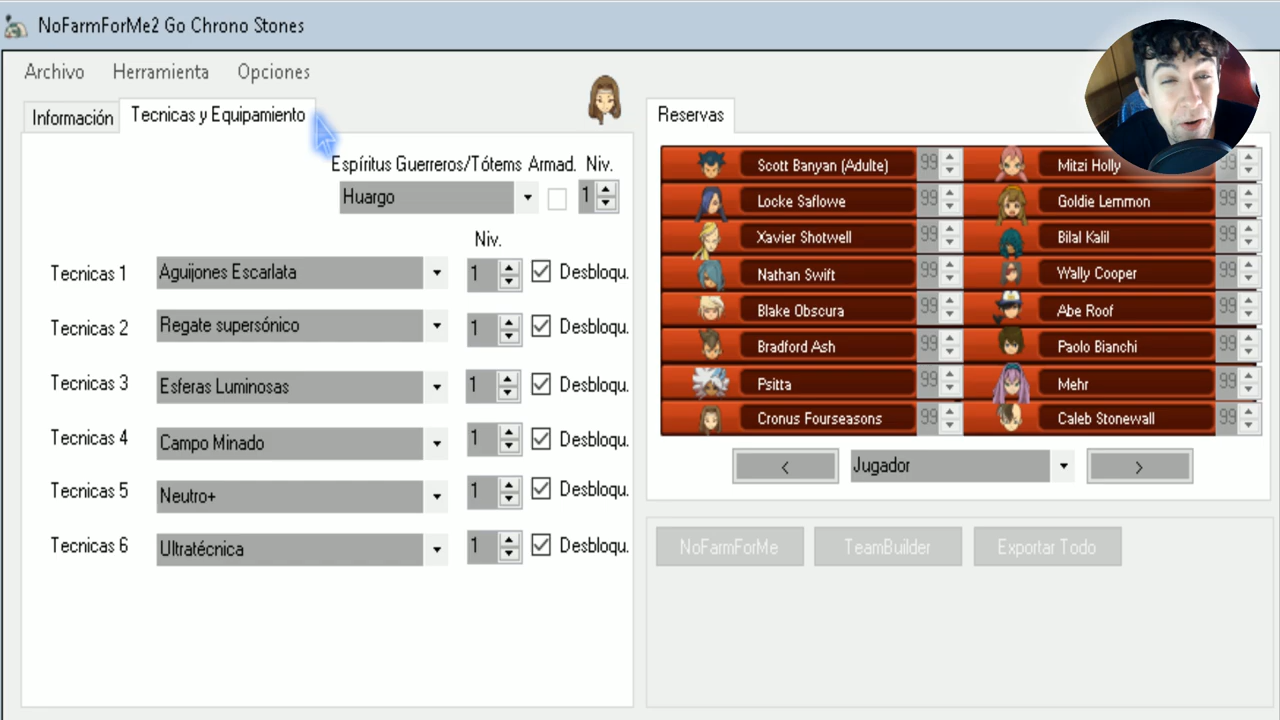 NoFarmForMe2 Go Chrono Stones
Archivo Herramienta Opciones
Información Tecnicas y Equipamiento
Espíritus Guerreros/Tótems Armad. Niv.
Huargo 1
Niv.
Tecnicas 1 Aguijones Escarlata 1 Desbloqu.
Tecnicas 2 Regate supersónico 1 Desbloqu.
Tecnicas 3 Esferas Luminosas 1 Desbloqu.
Tecnicas 4 Campo Minado 1 Desbloqu.
Tecnicas 5 Neutro+ 1 Desbloqu.
Tecnicas 6 Ultratécnica 1 Desbloqu.
Reservas
Scott Banyan (Adulte) 99 Mitzi Holly 99
Locke Saflowe 99 Goldie Lemmon 99
Xavier Shotwell 99 Bilal Kalil 99
Nathan Swift 99 Wally Cooper 99
Blake Obscura 99 Abe Roof 99
Bradford Ash 99 Paolo Bianchi 99
Psitta 99 Mehr 99
Cronus Fourseasons 99 Caleb Stonewall 99
< Jugador >
NoFarmForMe TeamBuilder Exportar Todo